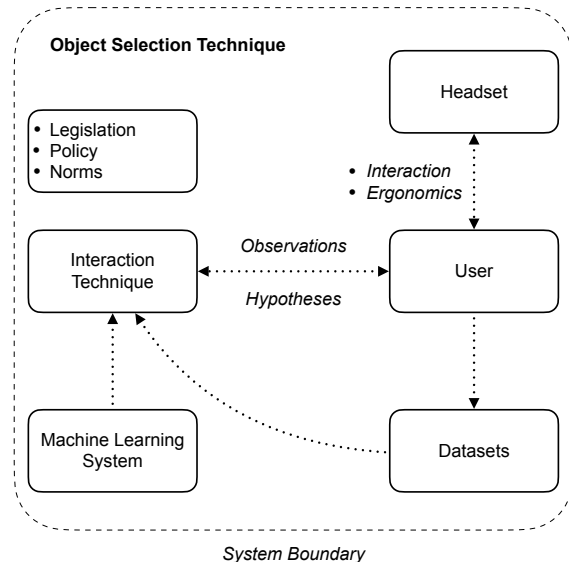 Object Selection Technique
Headset
• Legislation
• Policy
• Norms
• Interaction
• Ergonomics
Interaction
Technique
Observations
Hypotheses
User
Machine Learning
System
Datasets
System Boundary